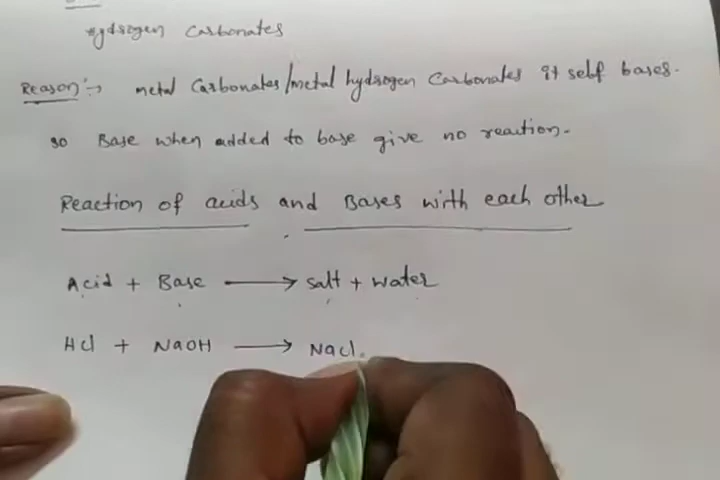 Hydrogen Carbonates
Reason:→ metal Carbonates/metal hydrogen Carbonates it self bases.
so Base when added to base give no reaction.
Reaction of acids and Bases with each other
Acid + Base → salt + water
HCl + NaOH → NaCl